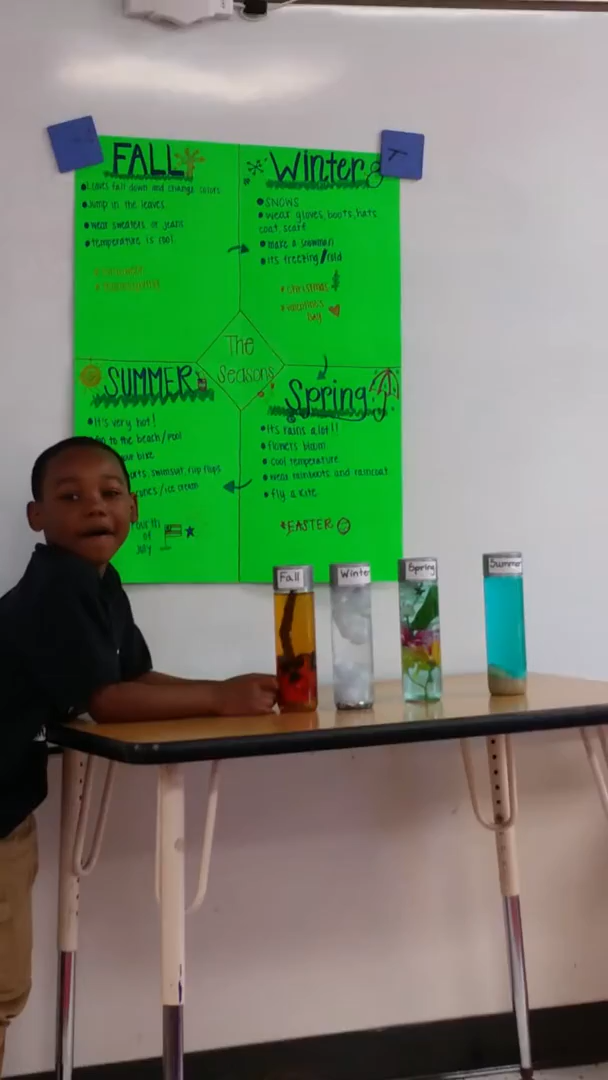 FALL
Leaves fall down and change colors
Jump in the leaves
wear sweaters or jeans
temperature is cool
Winter
SNOWS
wear gloves, boots, hats
coat, scarf
make a snowman
its freezing/cold
Christmas
Valentines
Day
The
Seasons
SUMMER
It's very hot!
to the beach/pool
bike
swimsuit, flip flops
ice cream
of
July
Spring
Its rains alot!!
flowers bloom
cool temperature
wear rainboots and raincoat
fly a kite
EASTER
Fall
Winter
Spring
Summer